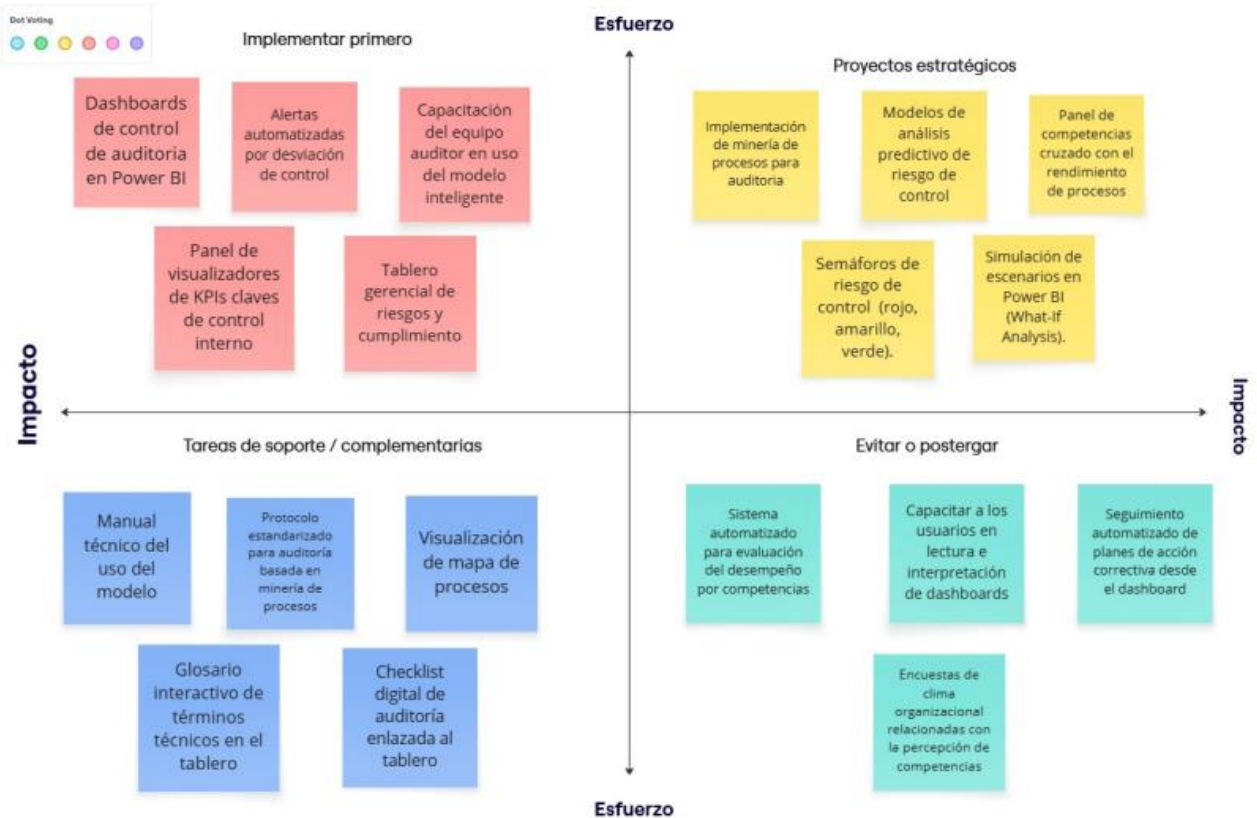 Dot Voting
Esfuerzo
Implementar primero
Dashboards
de control
de auditoria
en Power BI
Alertas
automatizadas
por desviación
de control
Capacitación
del equipo
auditor en uso
del modelo
inteligente
Panel de
visualizadores
de KPIs claves
de control
interno
Tablero
gerencial de
riesgos y
cumplimiento
Proyectos estratégicos
Implementación
de minería de
procesos para
auditoria
Modelos de
análisis
predictivo de
riesgo de
control
Panel de
competencias
cruzado con el
rendimiento
de procesos
Semáforos de
riesgo de
control (rojo,
amarillo,
verde).
Simulación de
escenarios en
Power BI
(What-If
Analysis).
Impacto
Impacto
Tareas de soporte / complementarias
Manual
técnico del
uso del
modelo
Protocolo
estandarizado
para auditoría
basada en
minería de
procesos
Visualización
de mapa de
procesos
Glosario
interactivo de
términos
técnicos en el
tablero
Checklist
digital de
auditoría
enlazada al
tablero
Evitar o postergar
Sistema
automatizado
para evaluación
del desempeño
por competencias
Capacitar a los
usuarios en
lectura e
interpretación
de dashboards
Seguimiento
automatizado de
planes de acción
correctiva desde
el dashboard
Encuestas de
clima
organizacional
relacionadas con
la percepción de
competencias
Esfuerzo